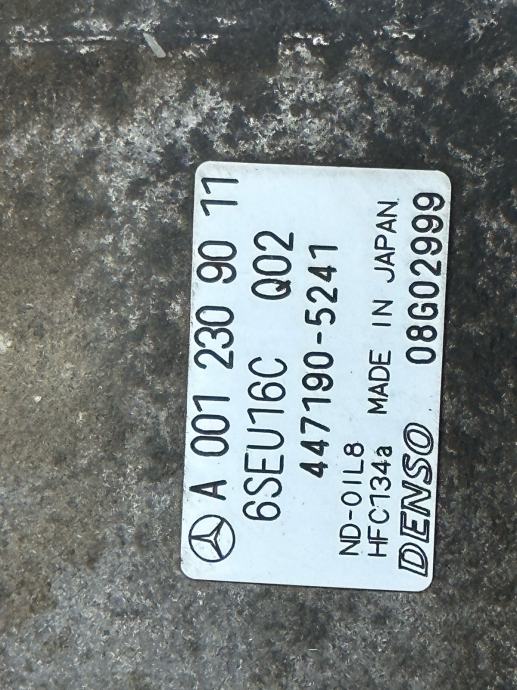 A 001 230 90 11
6SEU16C Q02
447190-5241
ND-OIL8
HFC134a MADE IN JAPAN
DENSO 08G02999